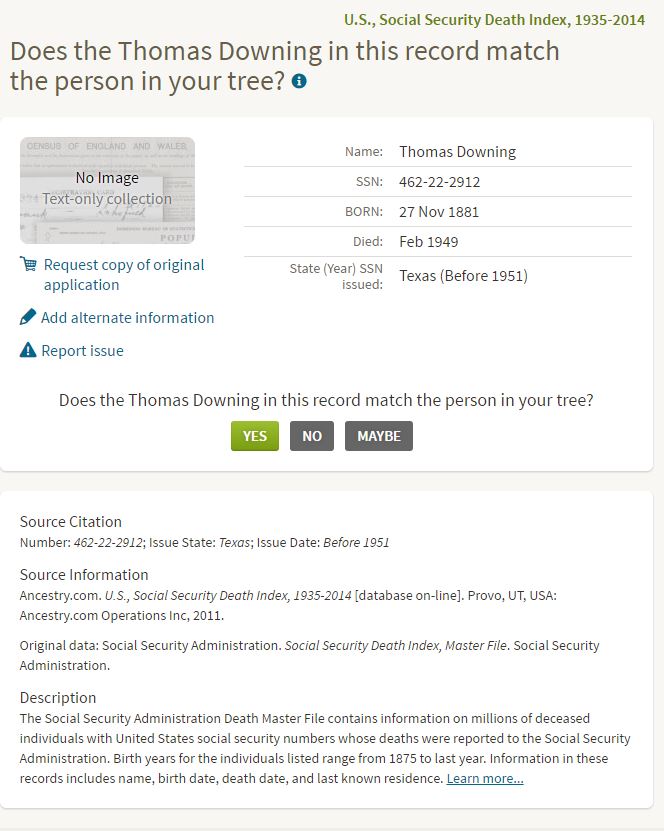 U.S., Social Security Death Index, 1935-2014
Does the Thomas Downing in this record match
the person in your tree?
CENSUS OF ENGLAND AND WALES,
No Image
Text-only collection
POPUL
Name: Thomas Downing
SSN: 462-22-2912
BORN: 27 Nov 1881
Died: Feb 1949
State (Year) SSN
issued: Texas (Before 1951)
Request copy of original
application
Add alternate information
Report issue
Does the Thomas Downing in this record match the person in your tree?
YES NO MAYBE
Source Citation
Number: 462-22-2912; Issue State: Texas; Issue Date: Before 1951
Source Information
Ancestry.com. U.S., Social Security Death Index, 1935-2014 [database on-line]. Provo, UT, USA:
Ancestry.com Operations Inc, 2011.
Original data: Social Security Administration. Social Security Death Index, Master File. Social Security
Administration.
Description
The Social Security Administration Death Master File contains information on millions of deceased
individuals with United States social security numbers whose deaths were reported to the Social Security
Administration. Birth years for the individuals listed range from 1875 to last year. Information in these
records includes name, birth date, death date, and last known residence. Learn more...